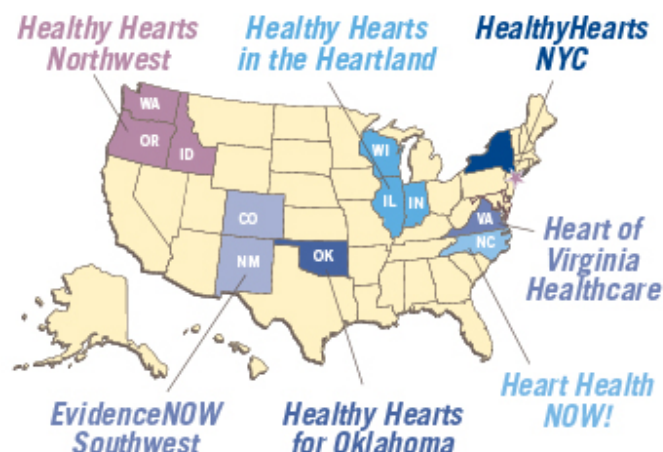 Healthy Hearts
Northwest
Healthy Hearts
in the Heartland
HealthyHearts
NYC
WA
OR
ID
WI
IL
IN
CO
NM
OK
VA
NC
Heart of
Virginia
Healthcare
EvidenceNOW
Southwest
Healthy Hearts
for Oklahoma
Heart Health
NOW!